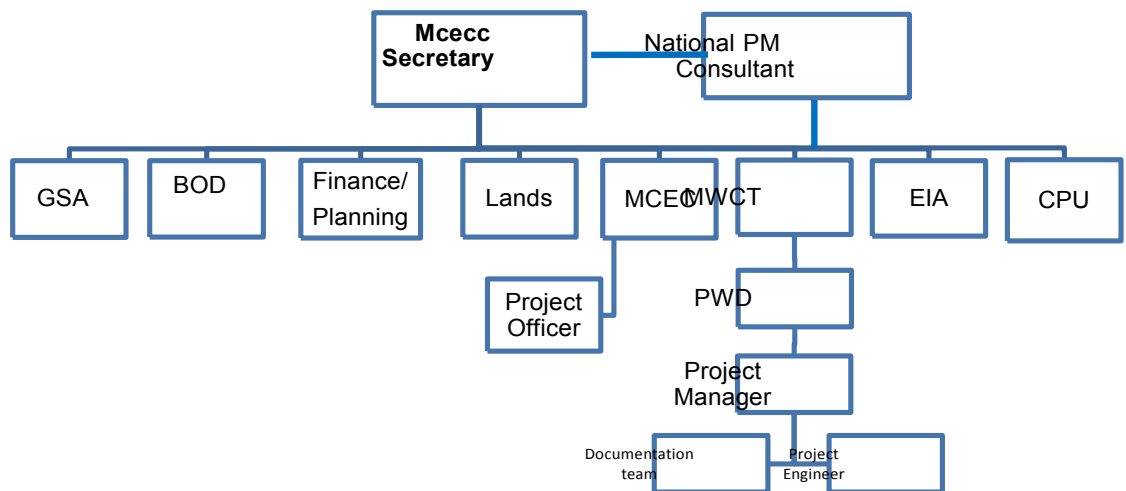 Mcecc
Secretary
National PM
Consultant
GSA
BOD
Finance/
Planning
Lands
MCEC
MWCT
EIA
CPU
Project
Officer
PWD
Project
Manager
Documentation
team
Project
Engineer